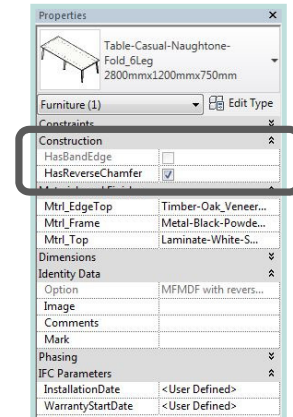 Properties
Table-Casual-Naughtone-
Fold_6Leg
2800mmx1200mmx750mm
Furniture (1)
Edit Type
Constraints
Construction
HasBandEdge
HasReverseChamfer
Mtrl_EdgeTop Timber-Oak_Veneer...
Mtrl_Frame Metal-Black-Powde...
Mtrl_Top Laminate-White-S...
Dimensions
Identity Data
Option MFMDF with revers...
Image
Comments
Mark
Phasing
IFC Parameters
InstallationDate <User Defined>
WarrantyStartDate <User Defined>